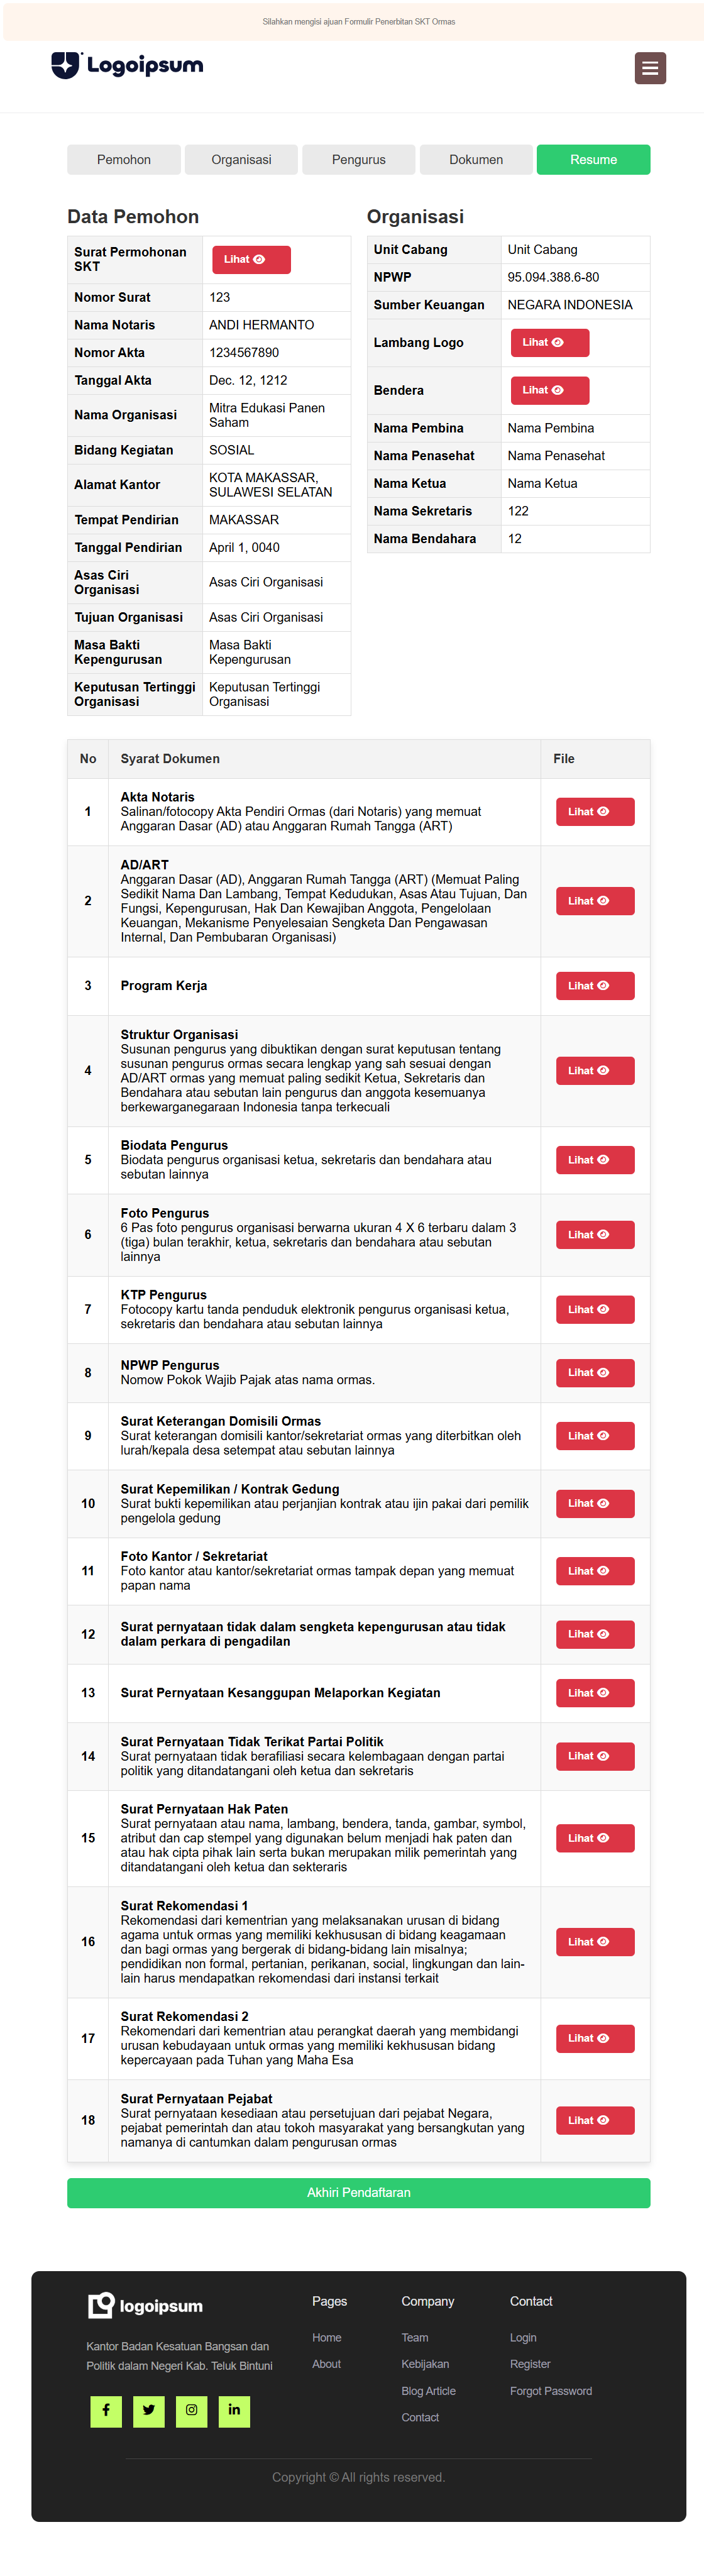 Silahkan mengisi ajuan Formulir Penerbitan SKT Ormas
Logoipsum
Pemohon
Organisasi
Pengurus
Dokumen
Resume
Data Pemohon
Surat Permohonan
SKT
Lihat
Nomor Surat
123
Nama Notaris
ANDI HERMANTO
Nomor Akta
1234567890
Tanggal Akta
Dec. 12, 1212
Nama Organisasi
Mitra Edukasi Panen
Saham
Bidang Kegiatan
SOSIAL
Alamat Kantor
KOTA MAKASSAR,
SULAWESI SELATAN
Tempat Pendirian
MAKASSAR
Tanggal Pendirian
April 1, 0040
Asas Ciri
Organisasi
Asas Ciri Organisasi
Tujuan Organisasi
Asas Ciri Organisasi
Masa Bakti
Kepengurusan
Masa Bakti
Kepengurusan
Keputusan Tertinggi
Organisasi
Keputusan Tertinggi
Organisasi
Organisasi
Unit Cabang
Unit Cabang
NPWP
95.094.388.6-80
Sumber Keuangan
NEGARA INDONESIA
Lambang Logo
Lihat
Bendera
Lihat
Nama Pembina
Nama Pembina
Nama Penasehat
Nama Penasehat
Nama Ketua
Nama Ketua
Nama Sekretaris
122
Nama Bendahara
12
No
Syarat Dokumen
File
1
Akta Notaris
Salinan/fotocopy Akta Pendiri Ormas (dari Notaris) yang memuat
Anggaran Dasar (AD) atau Anggaran Rumah Tangga (ART)
Lihat
2
AD/ART
Anggaran Dasar (AD), Anggaran Rumah Tangga (ART) (Memuat Paling
Sedikit Nama Dan Lambang, Tempat Kedudukan, Asas Atau Tujuan, Dan
Fungsi, Kepengurusan, Hak Dan Kewajiban Anggota, Pengelolaan
Keuangan, Mekanisme Penyelesaian Sengketa Dan Pengawasan
Internal, Dan Pembubaran Organisasi)
Lihat
3
Program Kerja
Lihat
4
Struktur Organisasi
Susunan pengurus yang dibuktikan dengan surat keputusan tentang
susunan pengurus ormas secara lengkap yang sah sesuai dengan
AD/ART ormas yang memuat paling sedikit Ketua, Sekretaris dan
Bendahara atau sebutan lain pengurus dan anggota kesemuanya
berkewarganegaraan Indonesia tanpa terkecuali
Lihat
5
Biodata Pengurus
Biodata pengurus organisasi ketua, sekretaris dan bendahara atau
sebutan lainnya
Lihat
6
Foto Pengurus
6 Pas foto pengurus organisasi berwarna ukuran 4 X 6 terbaru dalam 3
(tiga) bulan terakhir, ketua, sekretaris dan bendahara atau sebutan
lainnya
Lihat
7
KTP Pengurus
Fotocopy kartu tanda penduduk elektronik pengurus organisasi ketua,
sekretaris dan bendahara atau sebutan lainnya
Lihat
8
NPWP Pengurus
Nomow Pokok Wajib Pajak atas nama ormas.
Lihat
9
Surat Keterangan Domisili Ormas
Surat keterangan domisili kantor/sekretariat ormas yang diterbitkan oleh
lurah/kepala desa setempat atau sebutan lainnya
Lihat
10
Surat Kepemilikan / Kontrak Gedung
Surat bukti kepemilikan atau perjanjian kontrak atau ijin pakai dari pemilik
pengelola gedung
Lihat
11
Foto Kantor / Sekretariat
Foto kantor atau kantor/sekretariat ormas tampak depan yang memuat
papan nama
Lihat
12
Surat pernyataan tidak dalam sengketa kepengurusan atau tidak
dalam perkara di pengadilan
Lihat
13
Surat Pernyataan Kesanggupan Melaporkan Kegiatan
Lihat
14
Surat Pernyataan Tidak Terikat Partai Politik
Surat pernyataan tidak berafiliasi secara kelembagaan dengan partai
politik yang ditandatangani oleh ketua dan sekretaris
Lihat
15
Surat Pernyataan Hak Paten
Surat pernyataan atau nama, lambang, bendera, tanda, gambar, symbol,
atribut dan cap stempel yang digunakan belum menjadi hak paten dan
atau hak cipta pihak lain serta bukan merupakan milik pemerintah yang
ditandatangani oleh ketua dan sekteraris
Lihat
16
Surat Rekomendasi 1
Rekomendasi dari kementrian yang melaksanakan urusan di bidang
agama untuk ormas yang memiliki kekhususan di bidang keagamaan
dan bagi ormas yang bergerak di bidang-bidang lain misalnya;
pendidikan non formal, pertanian, perikanan, social, lingkungan dan lain-
lain harus mendapatkan rekomendasi dari instansi terkait
Lihat
17
Surat Rekomendasi 2
Rekomendari dari kementrian atau perangkat daerah yang membidangi
urusan kebudayaan untuk ormas yang memiliki kekhususan bidang
kepercayaan pada Tuhan yang Maha Esa
Lihat
18
Surat Pernyataan Pejabat
Surat pernyataan kesediaan atau persetujuan dari pejabat Negara,
pejabat pemerintah dan atau tokoh masyarakat yang bersangkutan yang
namanya di cantumkan dalam pengurusan ormas
Lihat
Akhiri Pendaftaran
logoipsum
Kantor Badan Kesatuan Bangsan dan
Politik dalam Negeri Kab. Teluk Bintuni
Pages
Home
About
Company
Team
Kebijakan
Blog Article
Contact
Contact
Login
Register
Forgot Password
Copyright © All rights reserved.